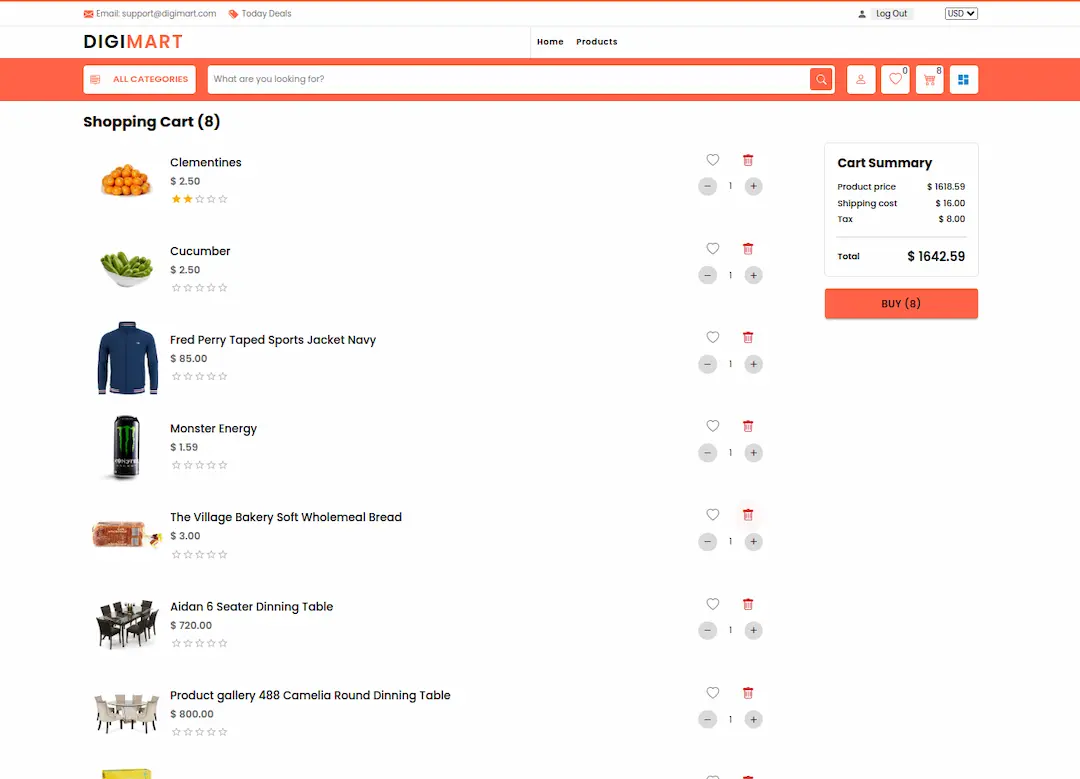 Email: support@digimart.com Today Deals Log Out USD
DIGIMART Home Products
ALL CATEGORIES What are you looking for? 0 8
Shopping Cart (8)
Clementines
$ 2.50
1
Cucumber
$ 2.50
1
Fred Perry Taped Sports Jacket Navy
$ 85.00
1
Monster Energy
$ 1.59
1
The Village Bakery Soft Wholemeal Bread
$ 3.00
1
Aidan 6 Seater Dinning Table
$ 720.00
1
Product gallery 488 Camelia Round Dinning Table
$ 800.00
1
Cart Summary
Product price $ 1618.59
Shipping cost $ 16.00
Tax $ 8.00
Total $ 1642.59
BUY (8)